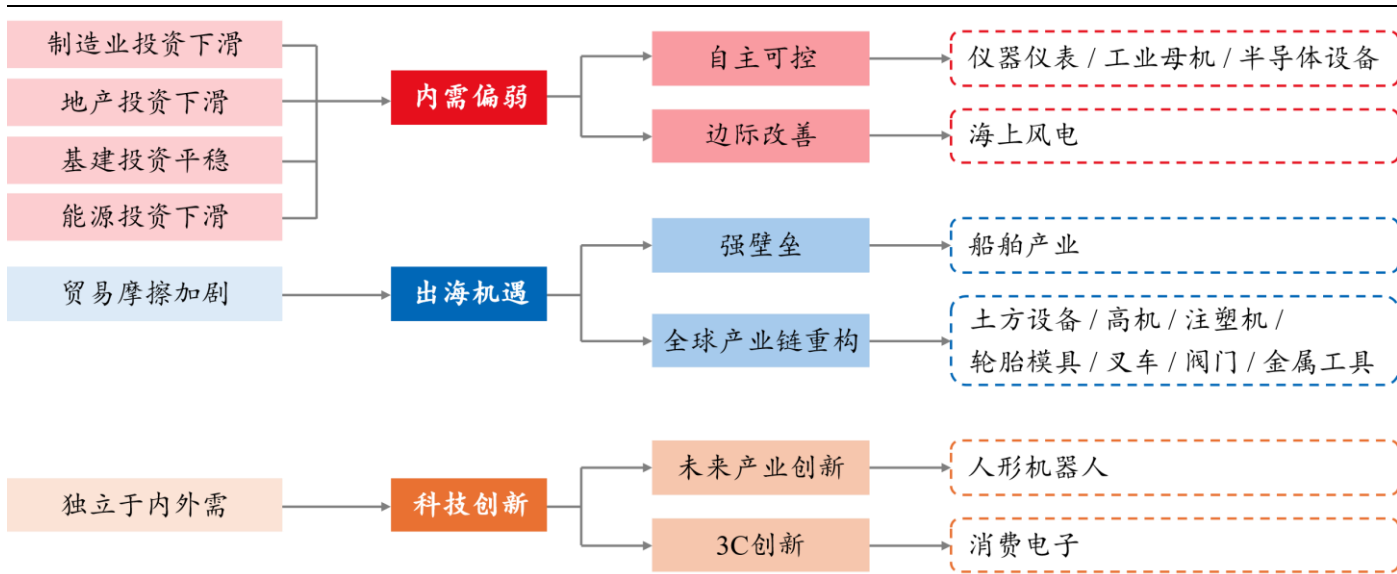 制造业投资下滑
地产投资下滑
基建投资平稳
能源投资下滑
内需偏弱
自主可控
仪器仪表 / 工业母机 / 半导体设备
边际改善
海上风电
贸易摩擦加剧
出海机遇
强壁垒
船舶产业
全球产业链重构
土方设备 / 高机 / 注塑机 /
轮胎模具 / 叉车 / 阀门 / 金属工具
独立于内外需
科技创新
未来产业创新
人形机器人
3C创新
消费电子